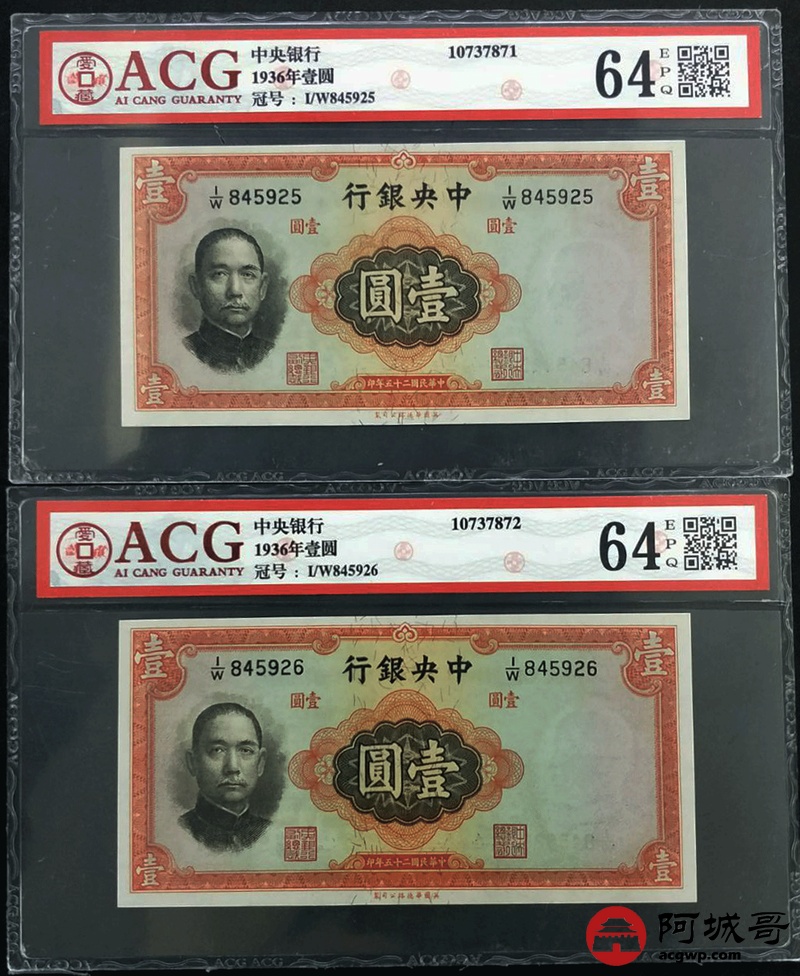 ACG
AI CANG GUARANTY
中央银行
1936年壹圆
冠号：I/W845925
10737871
64
EPQ
壹
壹
I/W 845925
行銀央中
I/W 845925
圓壹
圓壹
圓壹
壹
壹
印年五十二國民華中
ACG
AI CANG GUARANTY
中央银行
1936年壹圆
冠号：I/W845926
10737872
64
EPQ
壹
壹
I/W 845926
行銀央中
I/W 845926
圓壹
圓壹
圓壹
壹
壹
印年五十二國民華中
阿城哥
acgwp.com